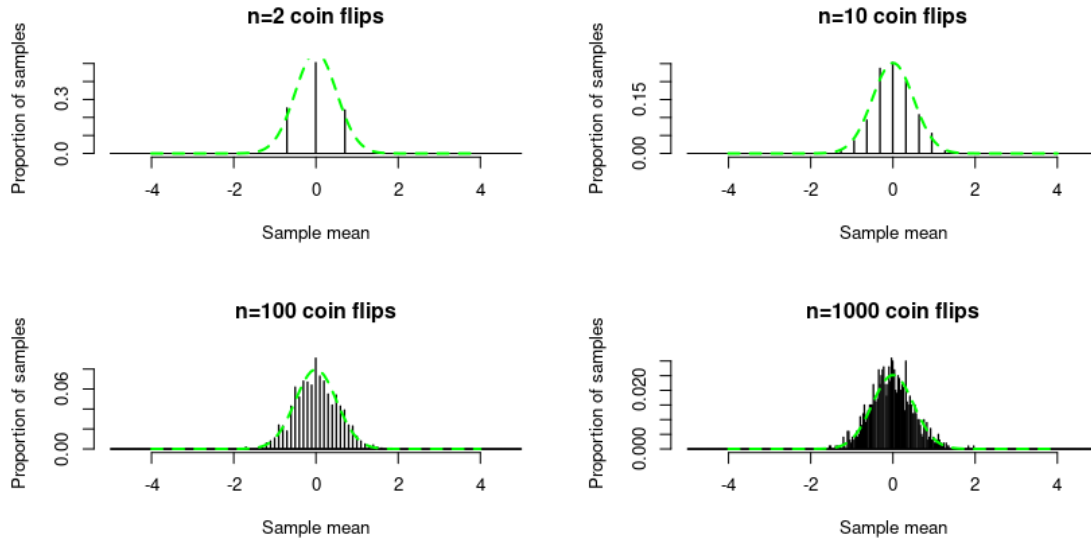 n=2 coin flips
Proportion of samples
0.3
0.0
-4 -2 0 2 4
Sample mean
n=10 coin flips
Proportion of samples
0.15
0.00
-4 -2 0 2 4
Sample mean
n=100 coin flips
Proportion of samples
0.06
0.00
-4 -2 0 2 4
Sample mean
n=1000 coin flips
Proportion of samples
0.020
0.000
-4 -2 0 2 4
Sample mean